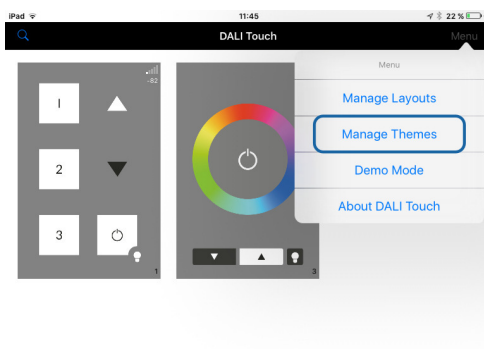 iPad 11:45 22 %
DALI Touch Menu
Menu
Manage Layouts
Manage Themes
Demo Mode
About DALI Touch
-82
I
2
3
1
3